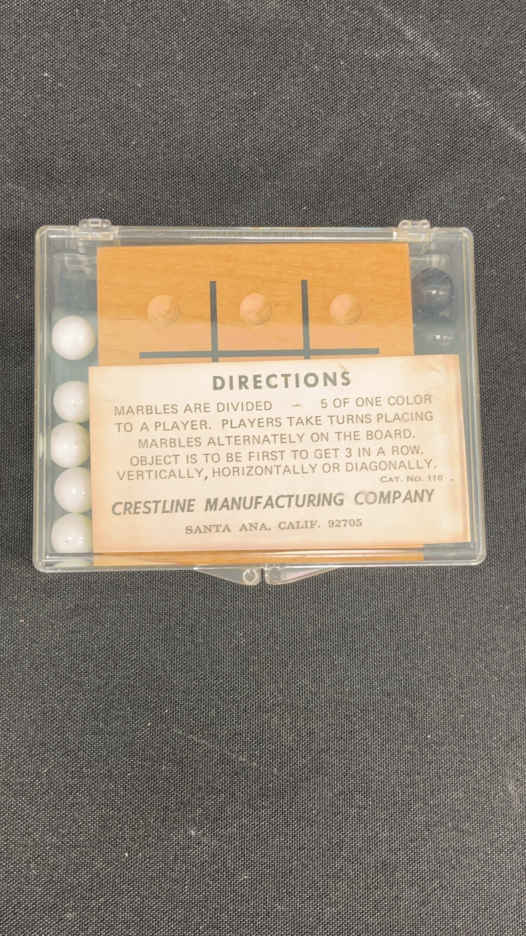 DIRECTIONS
MARBLES ARE DIVIDED – 5 OF ONE COLOR
TO A PLAYER. PLAYERS TAKE TURNS PLACING
MARBLES ALTERNATELY ON THE BOARD.
OBJECT IS TO BE FIRST TO GET 3 IN A ROW.
VERTICALLY, HORIZONTALLY OR DIAGONALLY.
CAT. NO. 110
CRESTLINE MANUFACTURING COMPANY
SANTA ANA, CALIF. 92705